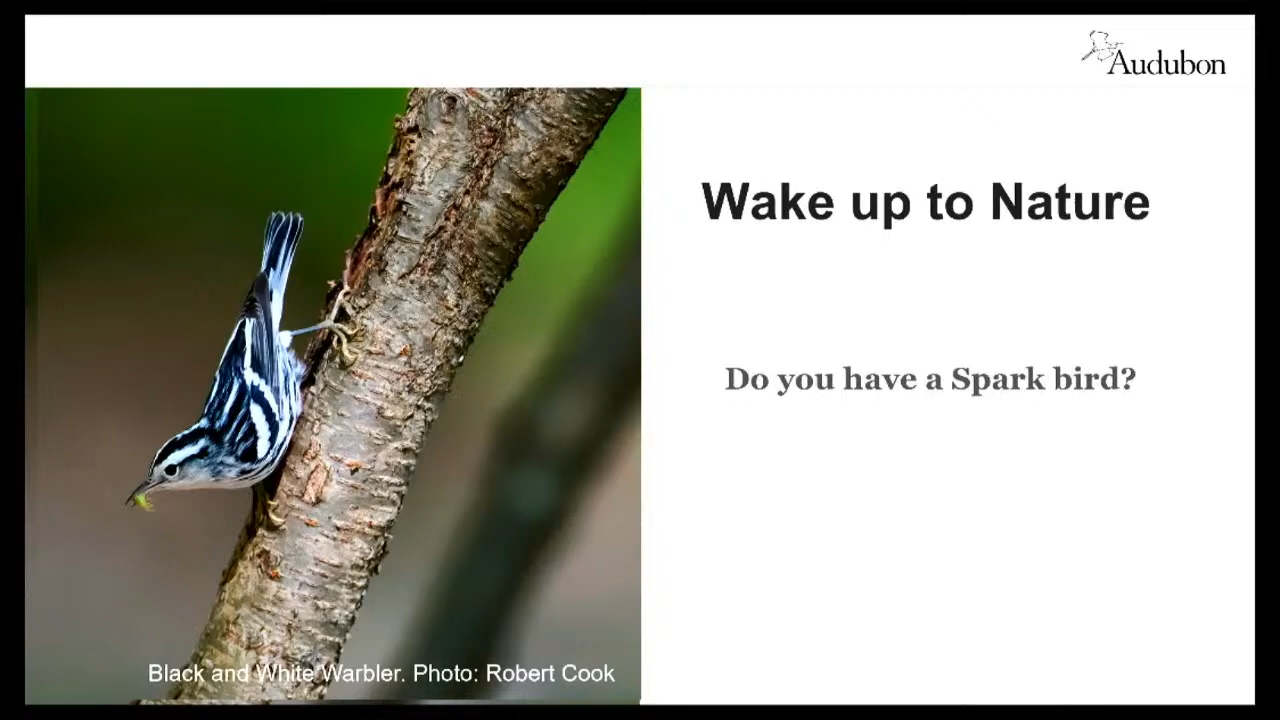 Audubon
Wake up to Nature
Do you have a Spark bird?
Black and White Warbler. Photo: Robert Cook